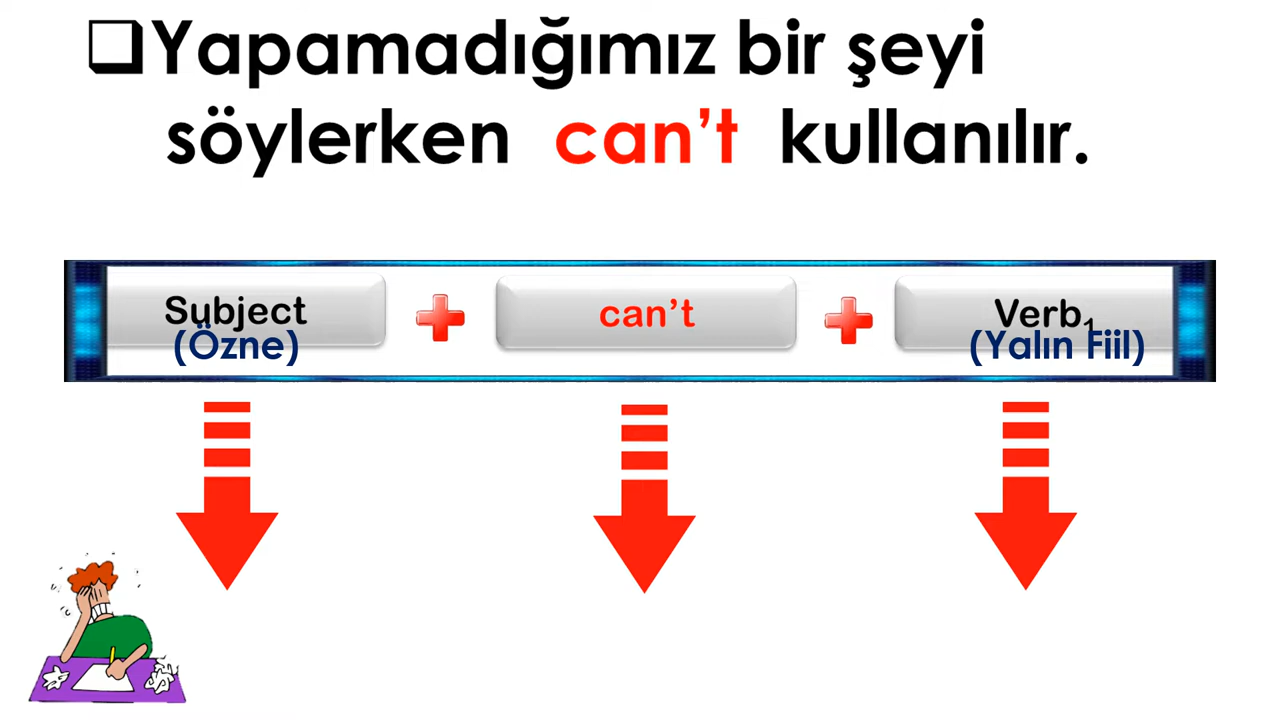 Yapamadığımız bir şeyi
söylerken can’t kullanılır.
Subject can’t Verb₁
(Özne) (Yalın Fiil)